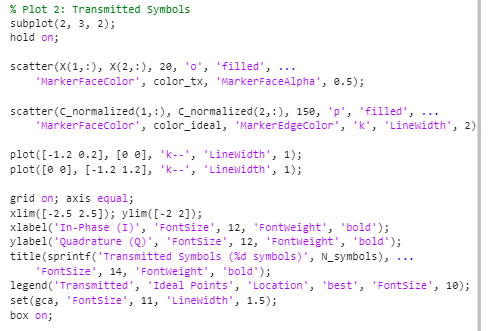 % Plot 2: Transmitted Symbols
subplot(2, 3, 2);
hold on;
scatter(X(1,:), X(2,:), 20, 'o', 'filled', ...
'MarkerFaceColor', color_tx, 'MarkerFaceAlpha', 0.5);
scatter(C_normalized(1,:), C_normalized(2,:), 150, 'p', 'filled', ...
'MarkerFaceColor', color_ideal, 'MarkerEdgeColor', 'k', 'LineWidth', 2)
plot([-1.2 0.2], [0 0], 'k--', 'LineWidth', 1);
plot([0 0], [-1.2 1.2], 'k--', 'LineWidth', 1);
grid on; axis equal;
xlim([-2.5 2.5]); ylim([-2 2]);
xlabel('In-Phase (I)', 'FontSize', 12, 'FontWeight', 'bold');
ylabel('Quadrature (Q)', 'FontSize', 12, 'FontWeight', 'bold');
title(sprintf('Transmitted Symbols (%d symbols)', N_symbols), ...
'FontSize', 14, 'FontWeight', 'bold');
legend('Transmitted', 'Ideal Points', 'Location', 'best', 'FontSize', 10);
set(gca, 'FontSize', 11, 'LineWidth', 1.5);
box on;